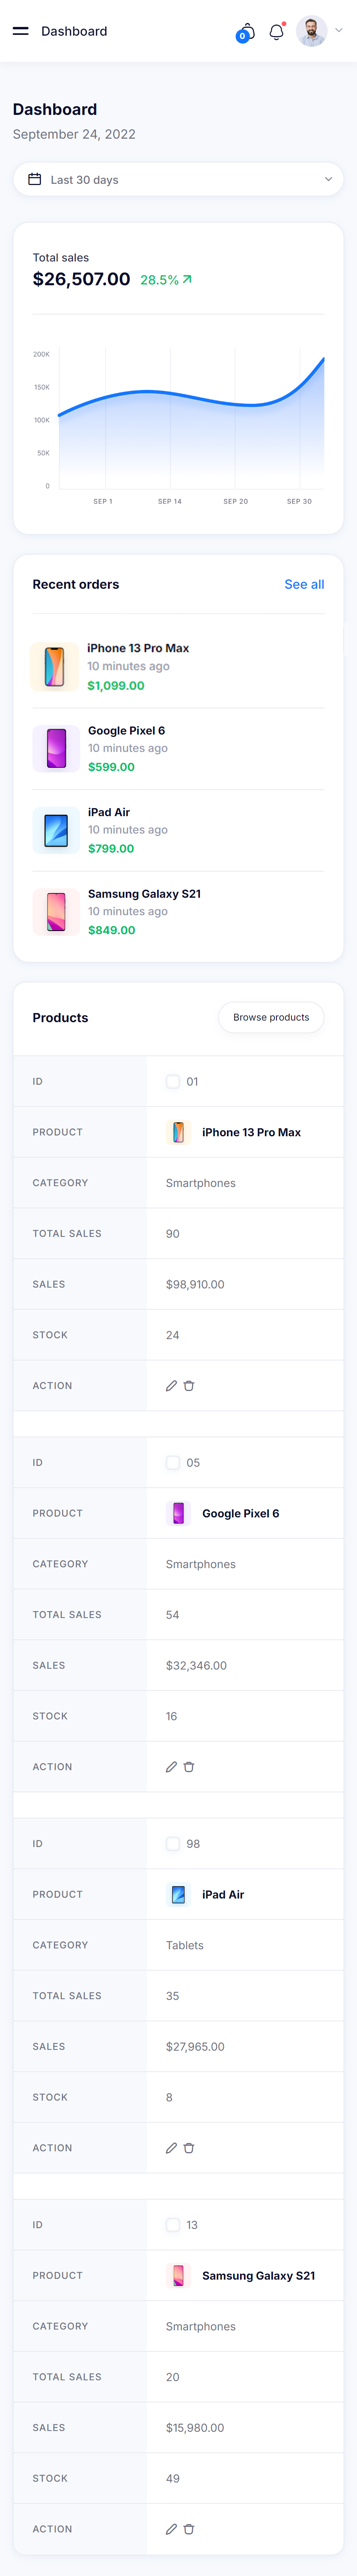 Dashboard
0
Dashboard
September 24, 2022
Last 30 days
Total sales
$26,507.00 28.5%
200K
150K
100K
50K
0
SEP 1 SEP 14 SEP 20 SEP 30
Recent orders See all
iPhone 13 Pro Max
10 minutes ago
$1,099.00
Google Pixel 6
10 minutes ago
$599.00
iPad Air
10 minutes ago
$799.00
Samsung Galaxy S21
10 minutes ago
$849.00
Products Browse products
ID 01
PRODUCT iPhone 13 Pro Max
CATEGORY Smartphones
TOTAL SALES 90
SALES $98,910.00
STOCK 24
ACTION
ID 05
PRODUCT Google Pixel 6
CATEGORY Smartphones
TOTAL SALES 54
SALES $32,346.00
STOCK 16
ACTION
ID 98
PRODUCT iPad Air
CATEGORY Tablets
TOTAL SALES 35
SALES $27,965.00
STOCK 8
ACTION
ID 13
PRODUCT Samsung Galaxy S21
CATEGORY Smartphones
TOTAL SALES 20
SALES $15,980.00
STOCK 49
ACTION